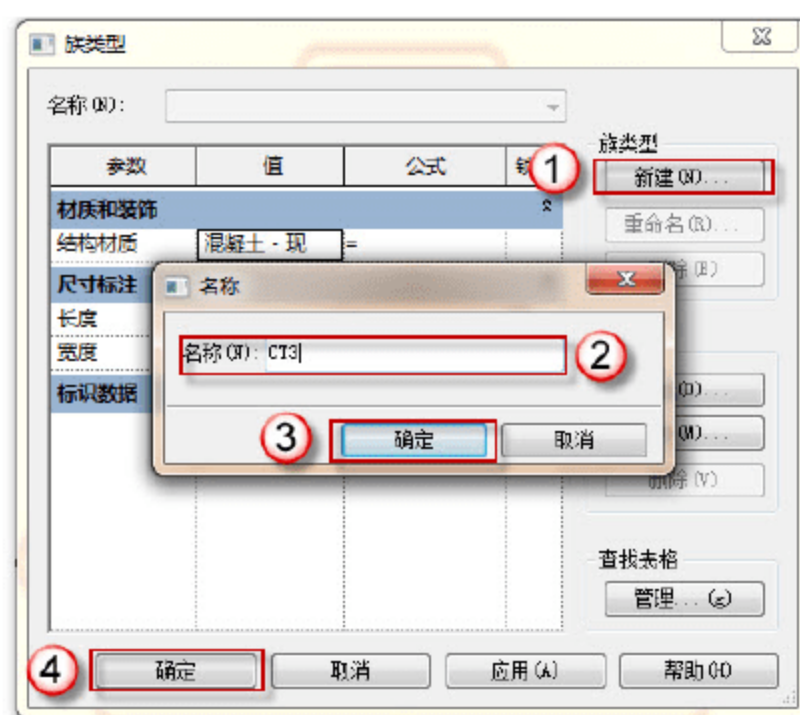 族类型
名称(N):
族类型
参数 值 公式
1
新建(N)...
材质和装饰
重命名(R)...
结构材质 混凝土 - 现 =
尺寸标注
名称
(E)
长度
宽度
名称(N): CT3
2
标识数据
(D)...
(M)...
3
确定 取消
删除(V)
查找表格
管理...(G)
4
确定 取消 应用(A) 帮助(H)